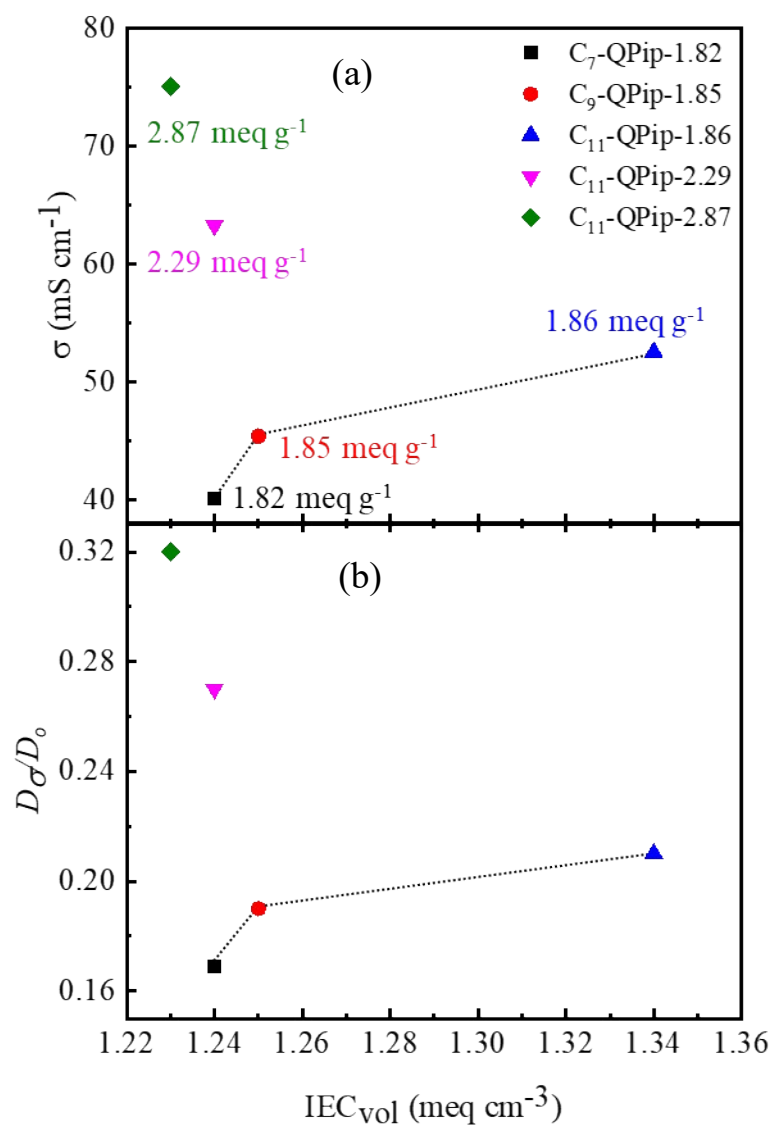 80
(a)
C₇-QPip-1.82
C₉-QPip-1.85
C₁₁-QPip-1.86
C₁₁-QPip-2.29
C₁₁-QPip-2.87
2.87 meq g⁻¹
70
2.29 meq g⁻¹
60
σ (mS cm⁻¹)
1.86 meq g⁻¹
50
1.85 meq g⁻¹
1.82 meq g⁻¹
40
0.32
(b)
0.28
0.24
Dσ/Dₒ
0.20
0.16
1.22 1.24 1.26 1.28 1.30 1.32 1.34 1.36
IECvol (meq cm⁻³)